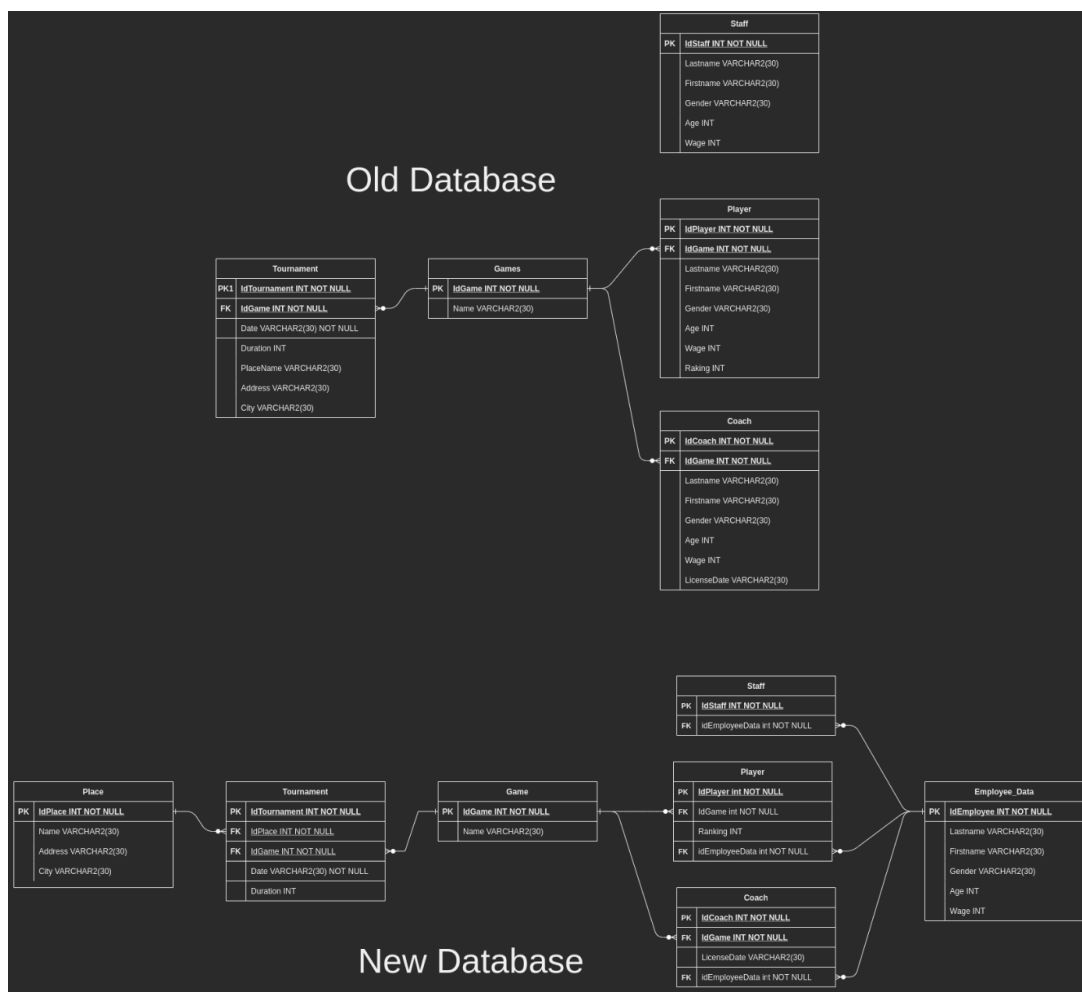 Staff
PK IdStaff INT NOT NULL
Lastname VARCHAR2(30)
Firstname VARCHAR2(30)
Gender VARCHAR2(30)
Age INT
Wage INT
Old Database
Player
PK IdPlayer INT NOT NULL
FK IdGame INT NOT NULL
Lastname VARCHAR2(30)
Firstname VARCHAR2(30)
Gender VARCHAR2(30)
Age INT
Wage INT
Raking INT
Tournament
PK1 IdTournament INT NOT NULL
FK IdGame INT NOT NULL
Date VARCHAR2(30) NOT NULL
Duration INT
PlaceName VARCHAR2(30)
Address VARCHAR2(30)
City VARCHAR2(30)
Games
PK IdGame INT NOT NULL
Name VARCHAR2(30)
Coach
PK IdCoach INT NOT NULL
FK IdGame INT NOT NULL
Lastname VARCHAR2(30)
Firstname VARCHAR2(30)
Gender VARCHAR2(30)
Age INT
Wage INT
LicenseDate VARCHAR2(30)
Staff
PK IdStaff INT NOT NULL
FK idEmployeeData int NOT NULL
Place
PK IdPlace INT NOT NULL
Name VARCHAR2(30)
Address VARCHAR2(30)
City VARCHAR2(30)
Tournament
PK IdTournament INT NOT NULL
FK IdPlace INT NOT NULL
FK IdGame INT NOT NULL
Date VARCHAR2(30) NOT NULL
Duration INT
Game
PK IdGame INT NOT NULL
Name VARCHAR2(30)
Player
PK IdPlayer int NOT NULL
FK IdGame int NOT NULL
Ranking INT
FK idEmployeeData int NOT NULL
Employee_Data
PK IdEmployee INT NOT NULL
Lastname VARCHAR2(30)
Firstname VARCHAR2(30)
Gender VARCHAR2(30)
Age INT
Wage INT
Coach
PK IdCoach INT NOT NULL
FK IdGame INT NOT NULL
LicenseDate VARCHAR2(30)
FK idEmployeeData int NOT NULL
New Database